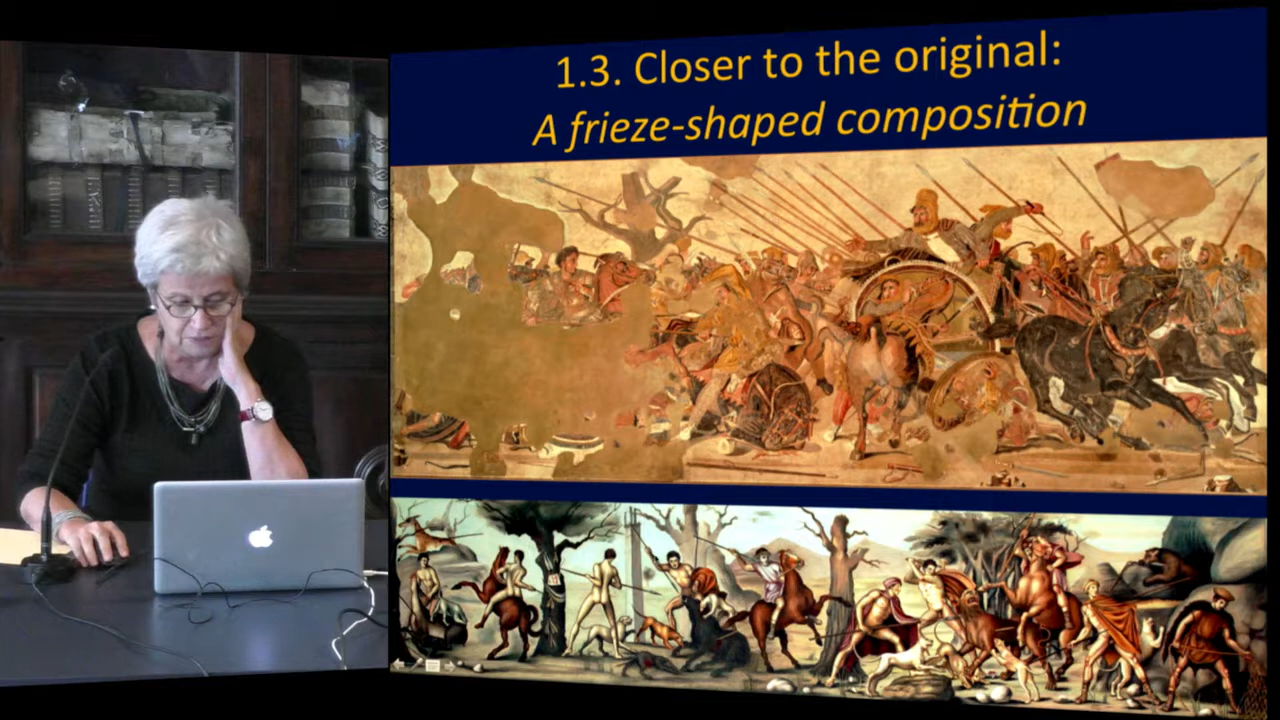 1.3. Closer to the original:
A frieze-shaped composition